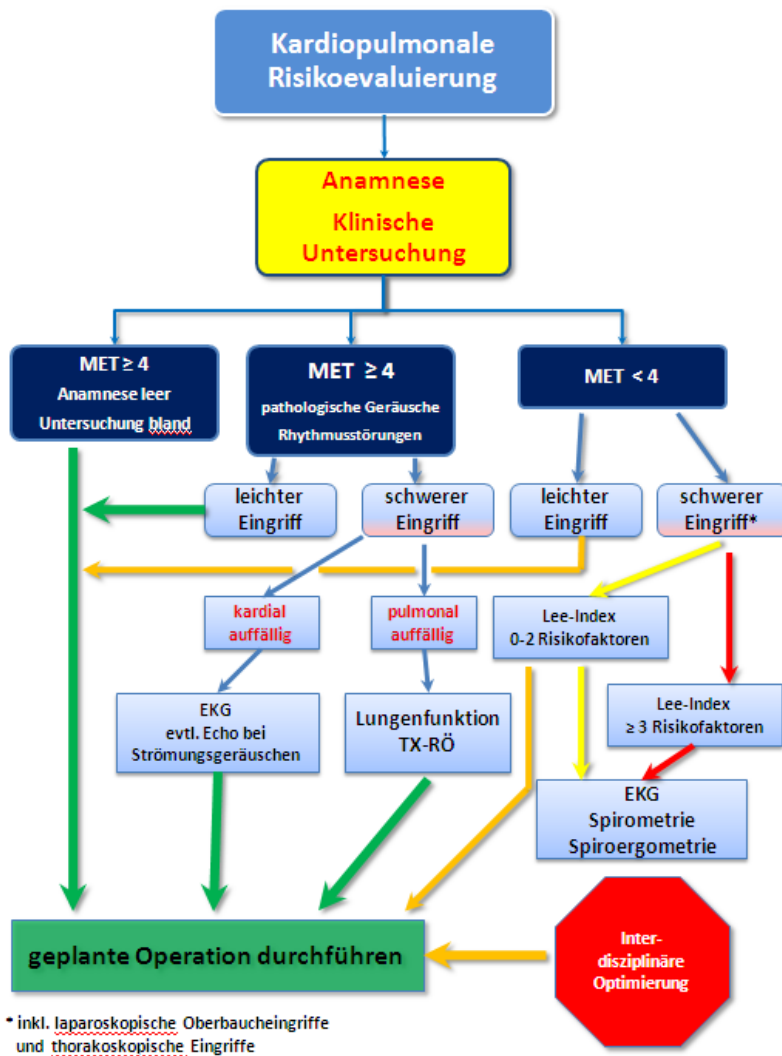 Kardiopulmonale
Risikoevaluierung
Anamnese
Klinische
Untersuchung
MET ≥ 4
Anamnese leer
Untersuchung bland
MET ≥ 4
pathologische Geräusche
Rhythmusstörungen
MET < 4
leichter
Eingriff
schwerer
Eingriff
leichter
Eingriff
schwerer
Eingriff*
kardial
auffällig
pulmonal
auffällig
Lee-Index
0-2 Risikofaktoren
EKG
evtl. Echo bei
Strömungsgeräuschen
Lungenfunktion
TX-RÖ
Lee-Index
≥ 3 Risikofaktoren
EKG
Spirometrie
Spiroergometrie
geplante Operation durchführen
Inter-
disziplinäre
Optimierung
* inkl. laparoskopische Oberbaucheingriffe
und thorakoskopische Eingriffe